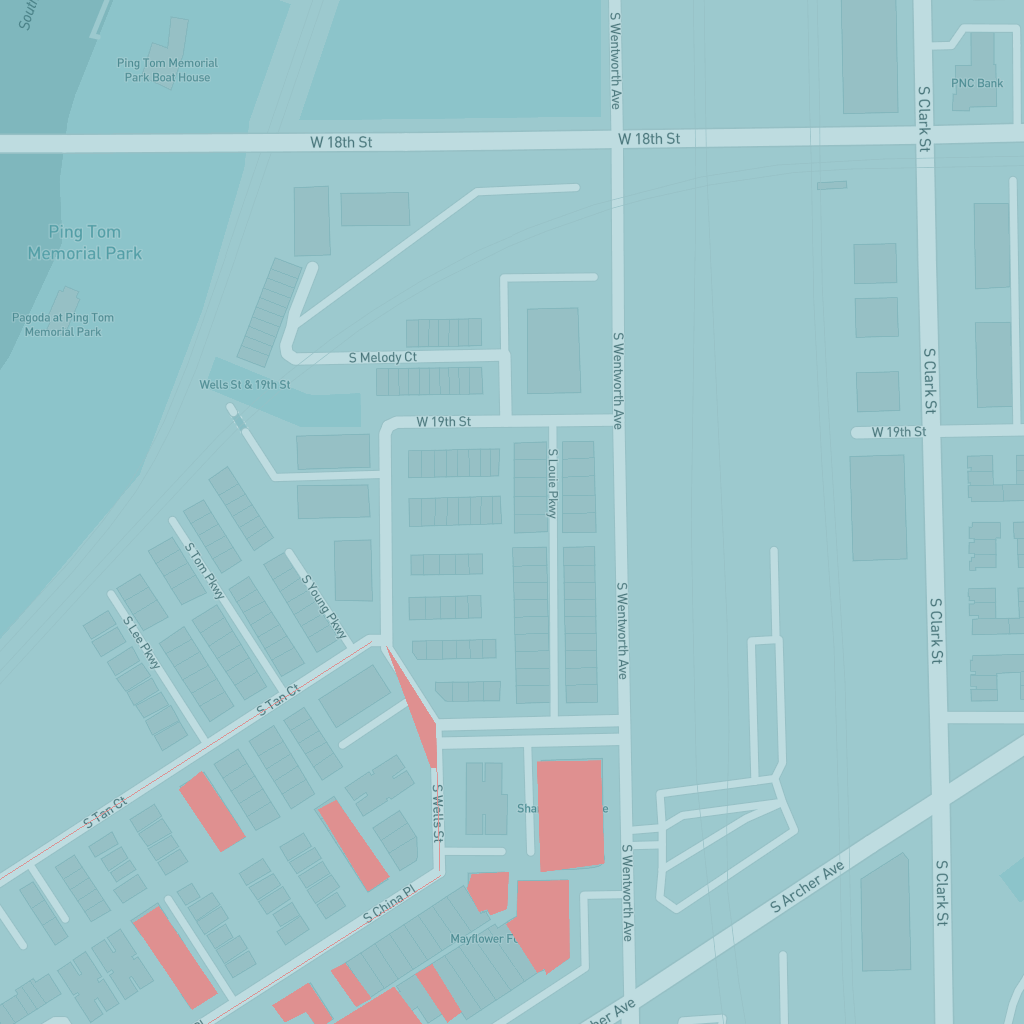 South
Ping Tom Memorial
Park Boat House
PNC Bank
S Wentworth Ave
S Clark St
W 18th St
W 18th St
Ping Tom
Memorial Park
Pagoda at Ping Tom
Memorial Park
S Melody Ct
Wells St & 19th St
S Wentworth Ave
S Clark St
W 19th St
W 19th St
S Louie Pkwy
S Tom Pkwy
S Young Pkwy
S Lee Pkwy
S Wentworth Ave
S Clark St
S Tan Ct
S Tan Ct
S Wells St
S China Pl
S Wentworth Ave
S Archer Ave
S Clark St
Mayflower